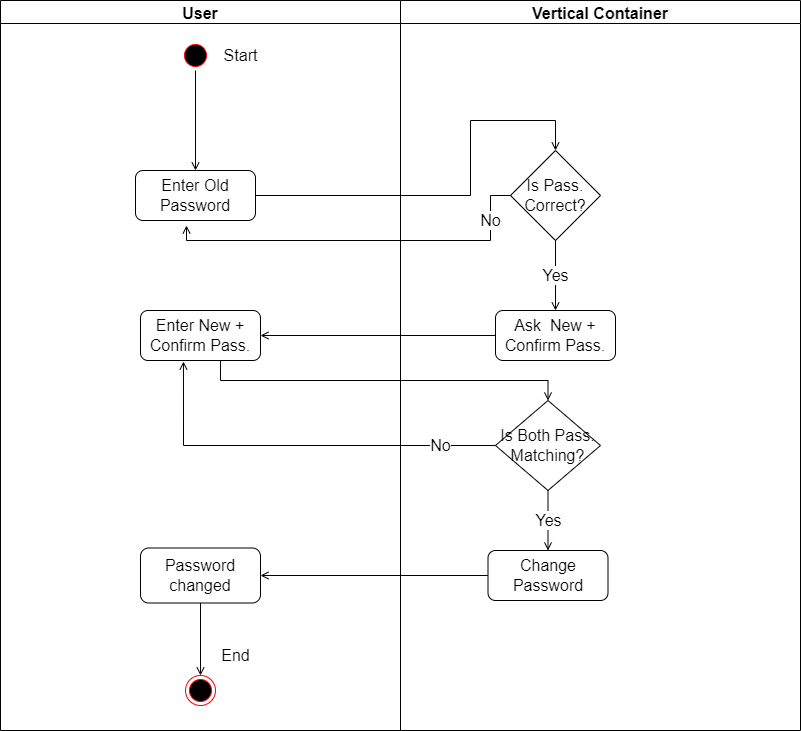 User
Vertical Container
Start
Enter Old
Password
Is Pass.
Correct?
No
Yes
Enter New +
Confirm Pass.
Ask  New +
Confirm Pass.
Is Both Pass.
Matching?
No
Yes
Password
changed
Change
Password
End